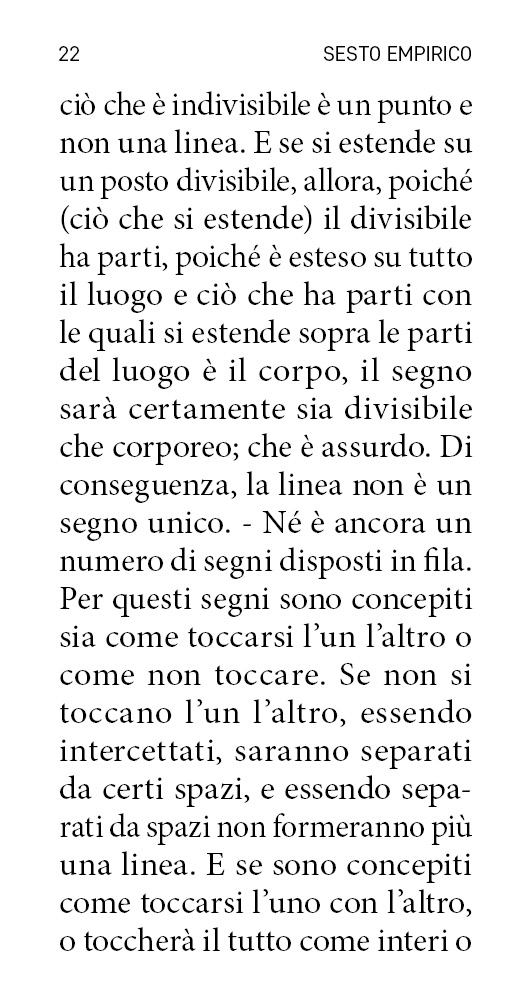 22 SESTO EMPIRICO
ciò che è indivisibile è un punto e
non una linea. E se si estende su
un posto divisibile, allora, poiché
(ciò che si estende) il divisibile
ha parti, poiché è esteso su tutto
il luogo e ciò che ha parti con
le quali si estende sopra le parti
del luogo è il corpo, il segno
sarà certamente sia divisibile
che corporeo; che è assurdo. Di
conseguenza, la linea non è un
segno unico. - Né è ancora un
numero di segni disposti in fila.
Per questi segni sono concepiti
sia come toccarsi l’un l’altro o
come non toccare. Se non si
toccano l’un l’altro, essendo
intercettati, saranno separati
da certi spazi, e essendo sepa-
rati da spazi non formeranno più
una linea. E se sono concepiti
come toccarsi l’uno con l’altro,
o toccherà il tutto come interi o